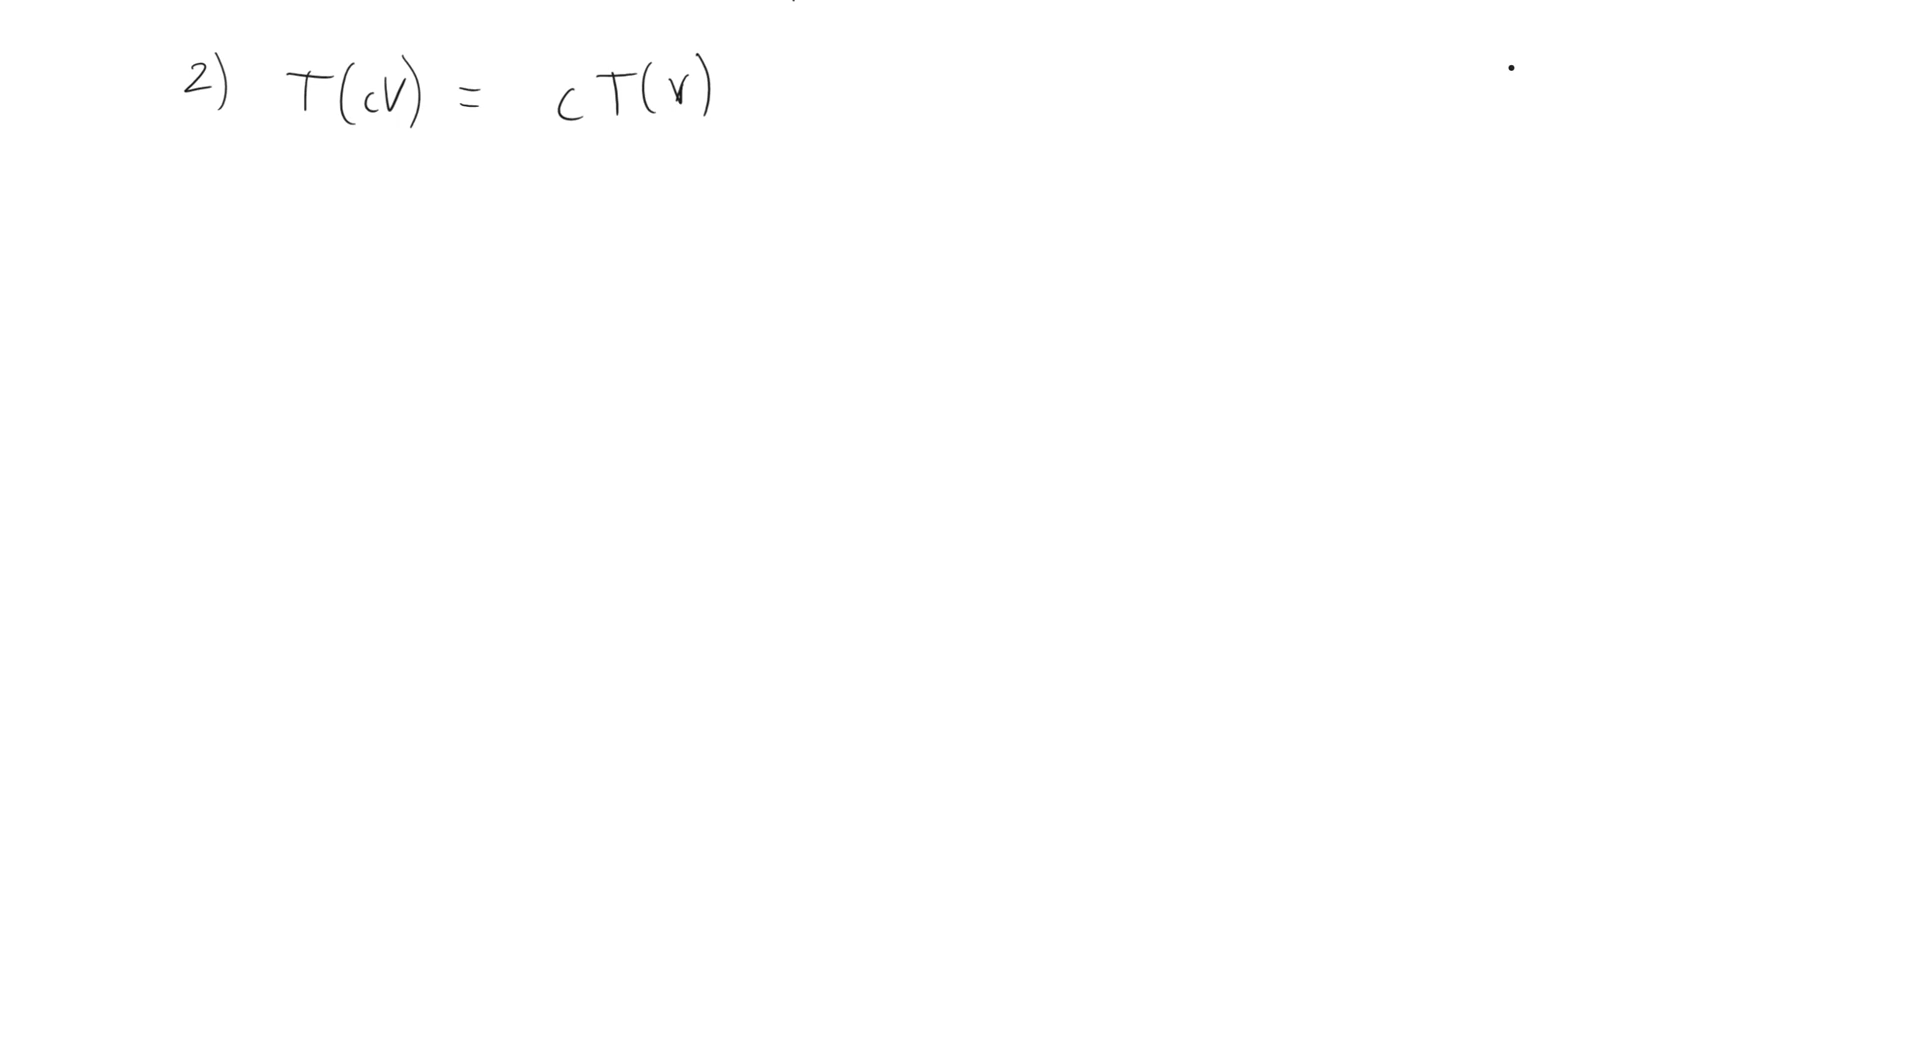 2) T(cV) = cT(v)